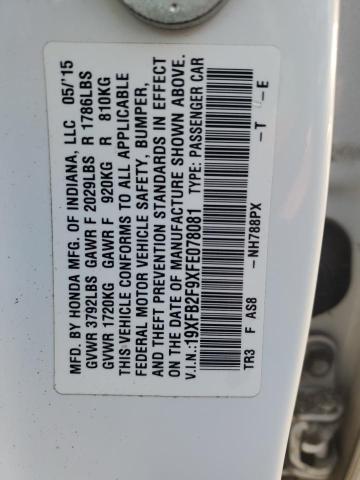 MFD. BY HONDA MFG. OF INDIANA, LLC 05/'15
GVWR 3792LBS GAWR F 2029LBS R 1786LBS
GVWR 1720KG GAWR F 920KG R 810KG
THIS VEHICLE CONFORMS TO ALL APPLICABLE
FEDERAL MOTOR VEHICLE SAFETY, BUMPER,
AND THEFT PREVENTION STANDARDS IN EFFECT
ON THE DATE OF MANUFACTURE SHOWN ABOVE.
V.I.N.:19XFB2F9XFE078081 TYPE: PASSENGER CAR
-NH788PX -T U-E
TR3 F AS8